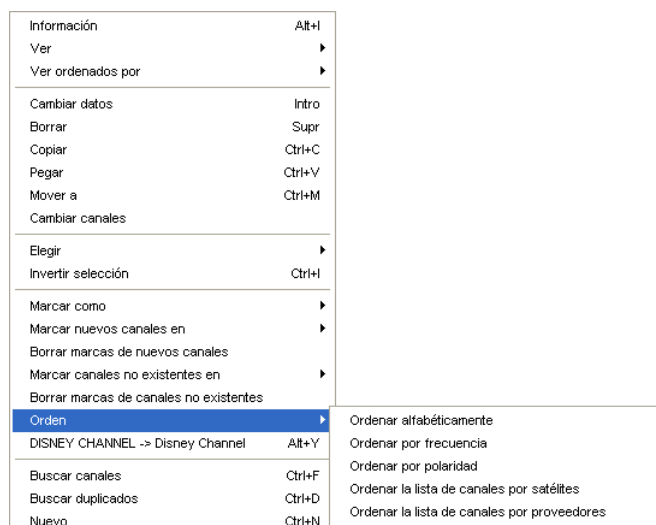 Información Alt+I
Ver
Ver ordenados por
Cambiar datos Intro
Borrar Supr
Copiar Ctrl+C
Pegar Ctrl+V
Mover a Ctrl+M
Cambiar canales
Elegir
Invertir selección Ctrl+I
Marcar como
Marcar nuevos canales en
Borrar marcas de nuevos canales
Marcar canales no existentes en
Borrar marcas de canales no existentes
Orden
DISNEY CHANNEL -> Disney Channel Alt+Y
Buscar canales Ctrl+F
Buscar duplicados Ctrl+D
Nuevo Ctrl+N
Ordenar alfabéticamente
Ordenar por frecuencia
Ordenar por polaridad
Ordenar la lista de canales por satélites
Ordenar la lista de canales por proveedores